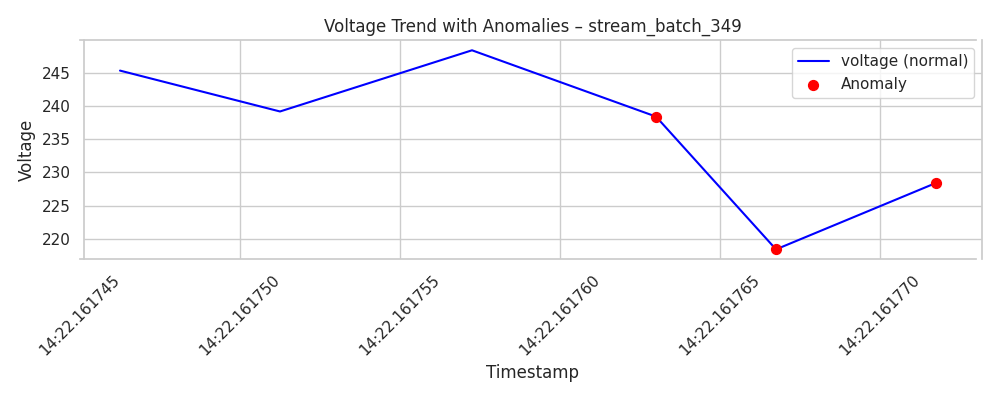 Voltage Trend with Anomalies – stream_batch_349
voltage (normal)
Anomaly
Voltage
245
240
235
230
225
220
14:22.161745
14:22.161750
14:22.161755
14:22.161760
14:22.161765
14:22.161770
Timestamp